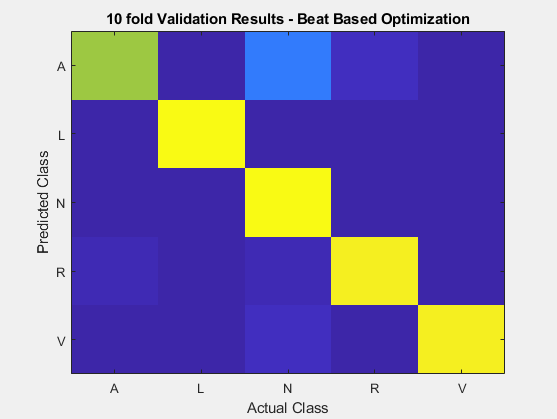 10 fold Validation Results - Beat Based Optimization
A
L
N
R
V
Predicted Class
A L N R V
Actual Class